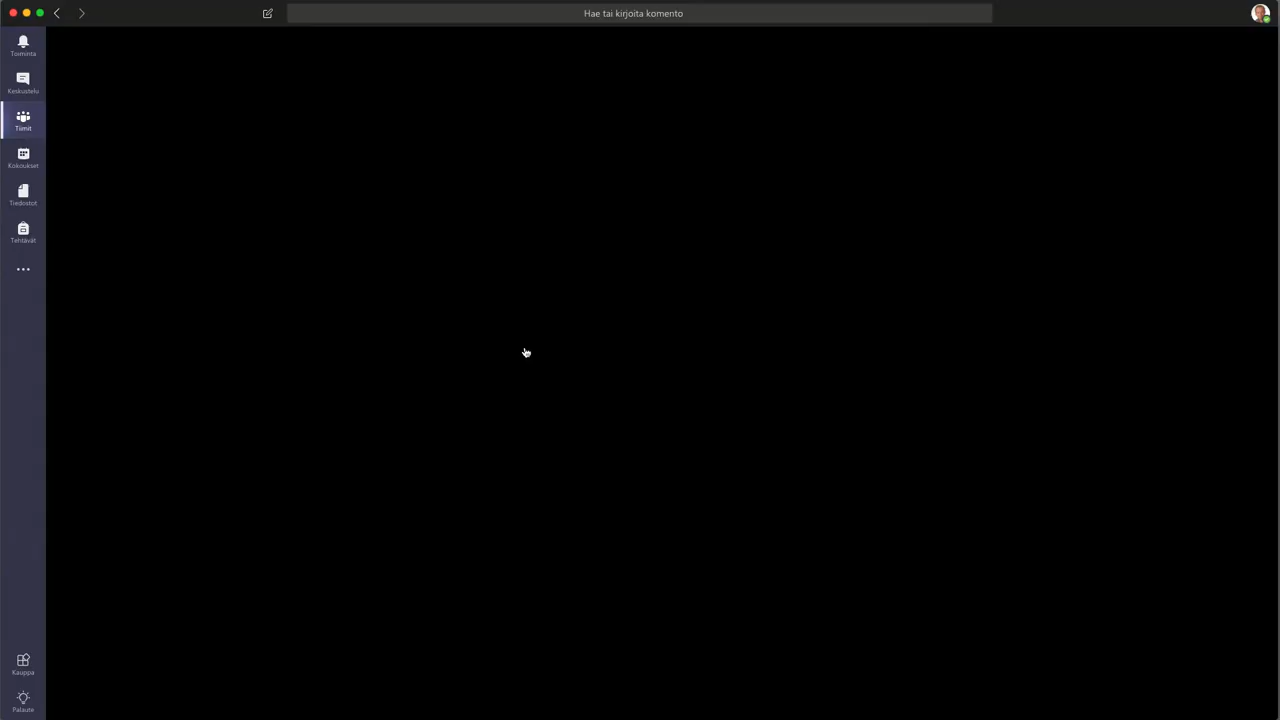 Hae tai kirjoita komento
Toiminta
Keskustelu
Tiimit
Kokoukset
Tiedostot
Tehtävät
Kauppa
Palaute